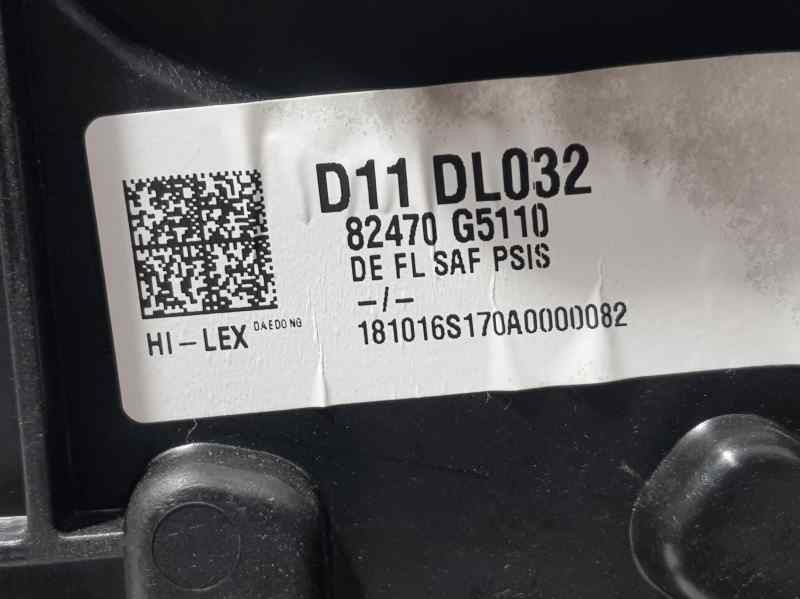 D11 DL032
82470 G5110
DE FL SAF PSIS
-/-
181016S170A0000082
HI-LEX DAEDONG